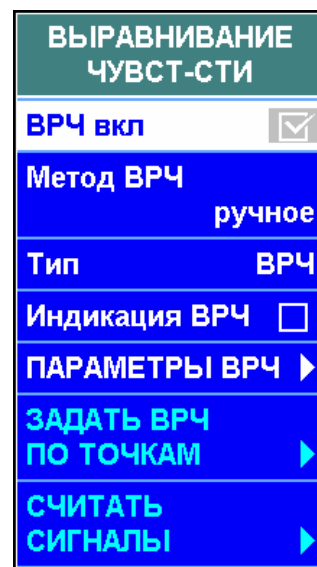 ВЫРАВНИВАНИЕ
ЧУВСТ-СТИ
ВРЧ вкл
Метод ВРЧ
ручное
Тип ВРЧ
Индикация ВРЧ
ПАРАМЕТРЫ ВРЧ
ЗАДАТЬ ВРЧ
ПО ТОЧКАМ
СЧИТАТЬ
СИГНАЛЫ